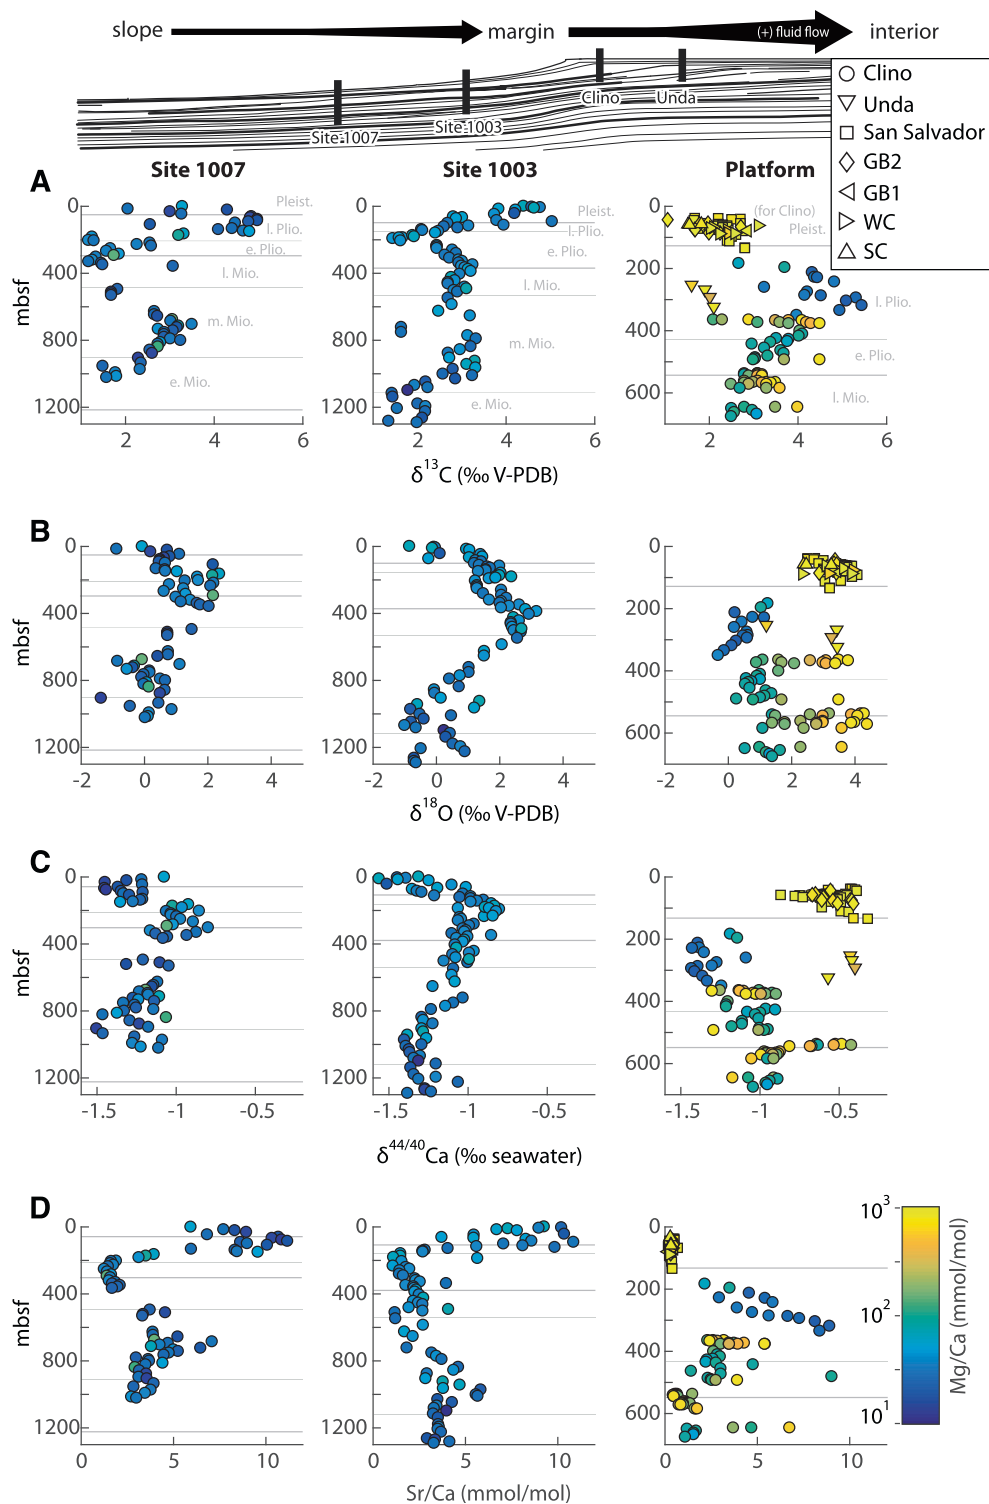 slope
margin
(+) fluid flow
interior
Clino
Unda
San Salvador
GB2
GB1
WC
SC
Clino
Unda
Site 1007
Site 1003
A
Site 1007
Site 1003
Platform
mbsf
0
400
800
1200
Pleist.
l. Plio.
e. Plio.
l. Mio.
m. Mio.
e. Mio.
2
4
6
0
400
800
1200
Pleist.
l. Plio.
e. Plio.
l. Mio.
m. Mio.
e. Mio.
2
4
6
0
200
400
600
(for Clino)
Pleist.
l. Plio.
e. Plio.
l. Mio.
2
4
6
δ¹³C (‰ V-PDB)
B
mbsf
0
400
800
1200
-2
0
2
4
0
400
800
1200
-2
0
2
4
0
200
400
600
0
2
4
δ¹⁸O (‰ V-PDB)
C
mbsf
0
400
800
1200
-1.5
-1
-0.5
0
400
800
1200
-1.5
-1
-0.5
0
200
400
600
-1.5
-1
-0.5
δ⁴⁴/⁴⁰Ca (‰ seawater)
D
mbsf
0
400
800
1200
0
5
10
0
400
800
1200
0
5
10
0
200
400
600
0
5
10
Sr/Ca (mmol/mol)
10³
10²
10¹
Mg/Ca (mmol/mol)